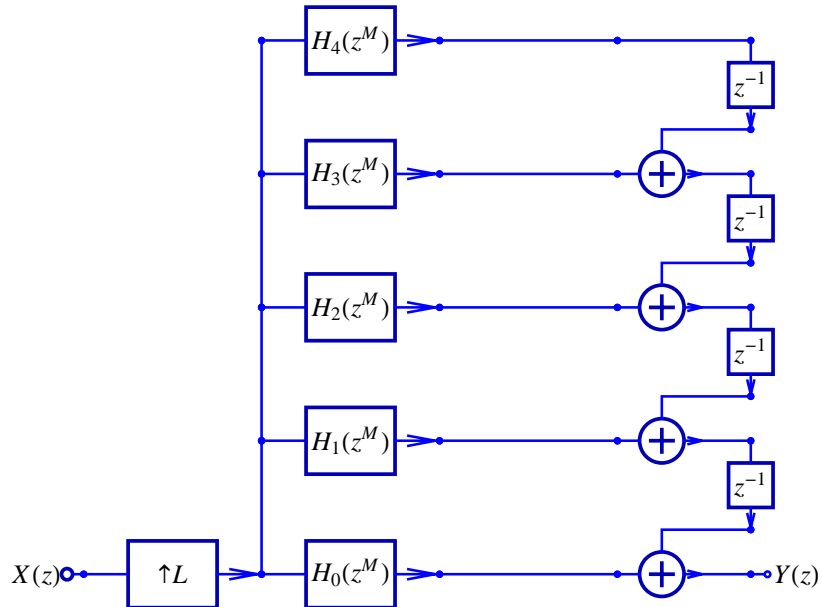 H₄(zᴹ)
z⁻¹
H₃(zᴹ)
z⁻¹
H₂(zᴹ)
z⁻¹
H₁(zᴹ)
z⁻¹
X(z) ↑L H₀(zᴹ) Y(z)